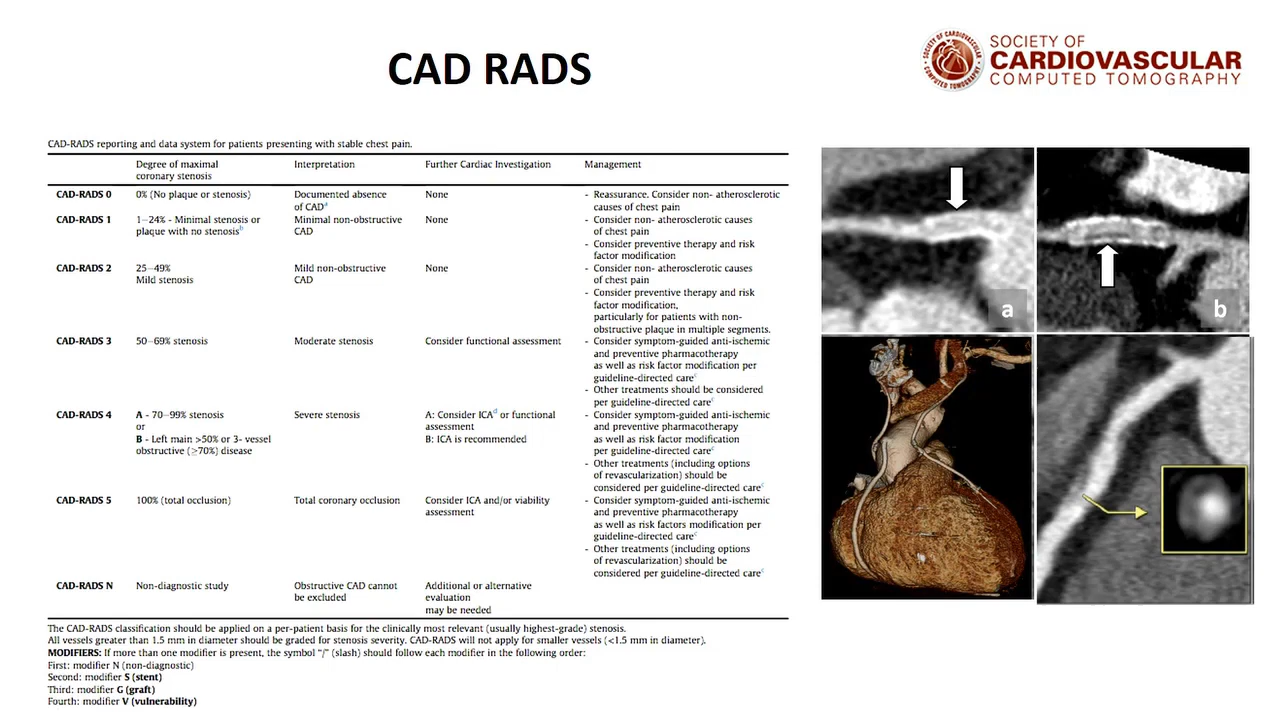 CAD RADS
SOCIETY OF
CARDIOVASCULAR
COMPUTED TOMOGRAPHY
SOCIETY OF CARDIOVASCULAR
COMPUTED TOMOGRAPHY
CAD-RADS reporting and data system for patients presenting with stable chest pain.
Degree of maximal
coronary stenosis
Interpretation
Further Cardiac Investigation
Management
CAD-RADS 0
0% (No plaque or stenosis)
Documented absence
of CADa
None
- Reassurance. Consider non- atherosclerotic
causes of chest pain
CAD-RADS 1
1–24% - Minimal stenosis or
plaque with no stenosisb
Minimal non-obstructive
CAD
None
- Consider non- atherosclerotic causes
of chest pain
- Consider preventive therapy and risk
factor modification
CAD-RADS 2
25–49%
Mild stenosis
Mild non-obstructive
CAD
None
- Consider non- atherosclerotic causes
of chest pain
- Consider preventive therapy and risk
factor modification,
particularly for patients with non-
obstructive plaque in multiple segments.
CAD-RADS 3
50–69% stenosis
Moderate stenosis
Consider functional assessment
- Consider symptom-guided anti-ischemic
and preventive pharmacotherapy
as well as risk factor modification per
guideline-directed carec
- Other treatments should be considered
per guideline-directed carec
CAD-RADS 4
A - 70–99% stenosis
or
B - Left main >50% or 3- vessel
obstructive (≥70%) disease
Severe stenosis
A: Consider ICAd or functional
assessment
B: ICA is recommended
- Consider symptom-guided anti-ischemic
and preventive pharmacotherapy
as well as risk factor modification
per guideline-directed carec
- Other treatments (including options
of revascularization) should be
considered per guideline-directed carec
CAD-RADS 5
100% (total occlusion)
Total coronary occlusion
Consider ICA and/or viability
assessment
- Consider symptom-guided anti-ischemic
and preventive pharmacotherapy
as well as risk factors modification per
guideline-directed carec
- Other treatments (including options
of revascularization) should be
considered per guideline-directed carec
CAD-RADS N
Non-diagnostic study
Obstructive CAD cannot
be excluded
Additional or alternative
evaluation
may be needed
The CAD-RADS classification should be applied on a per-patient basis for the clinically most relevant (usually highest-grade) stenosis.
All vessels greater than 1.5 mm in diameter should be graded for stenosis severity. CAD-RADS will not apply for smaller vessels (<1.5 mm in diameter).
MODIFIERS: If more than one modifier is present, the symbol "/" (slash) should follow each modifier in the following order:
First: modifier N (non-diagnostic)
Second: modifier S (stent)
Third: modifier G (graft)
Fourth: modifier V (vulnerability)
a
b